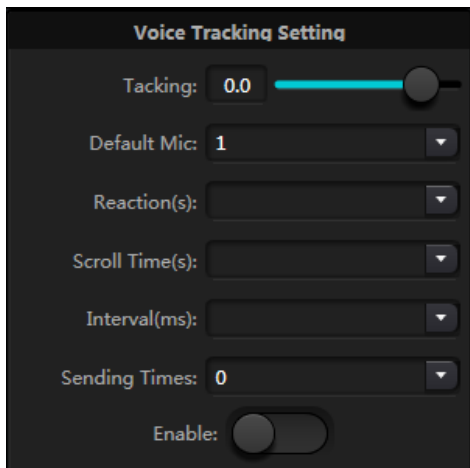 Voice Tracking Setting
Tacking: 0.0
Default Mic: 1
Reaction(s):
Scroll Time(s):
Interval(ms):
Sending Times: 0
Enable: